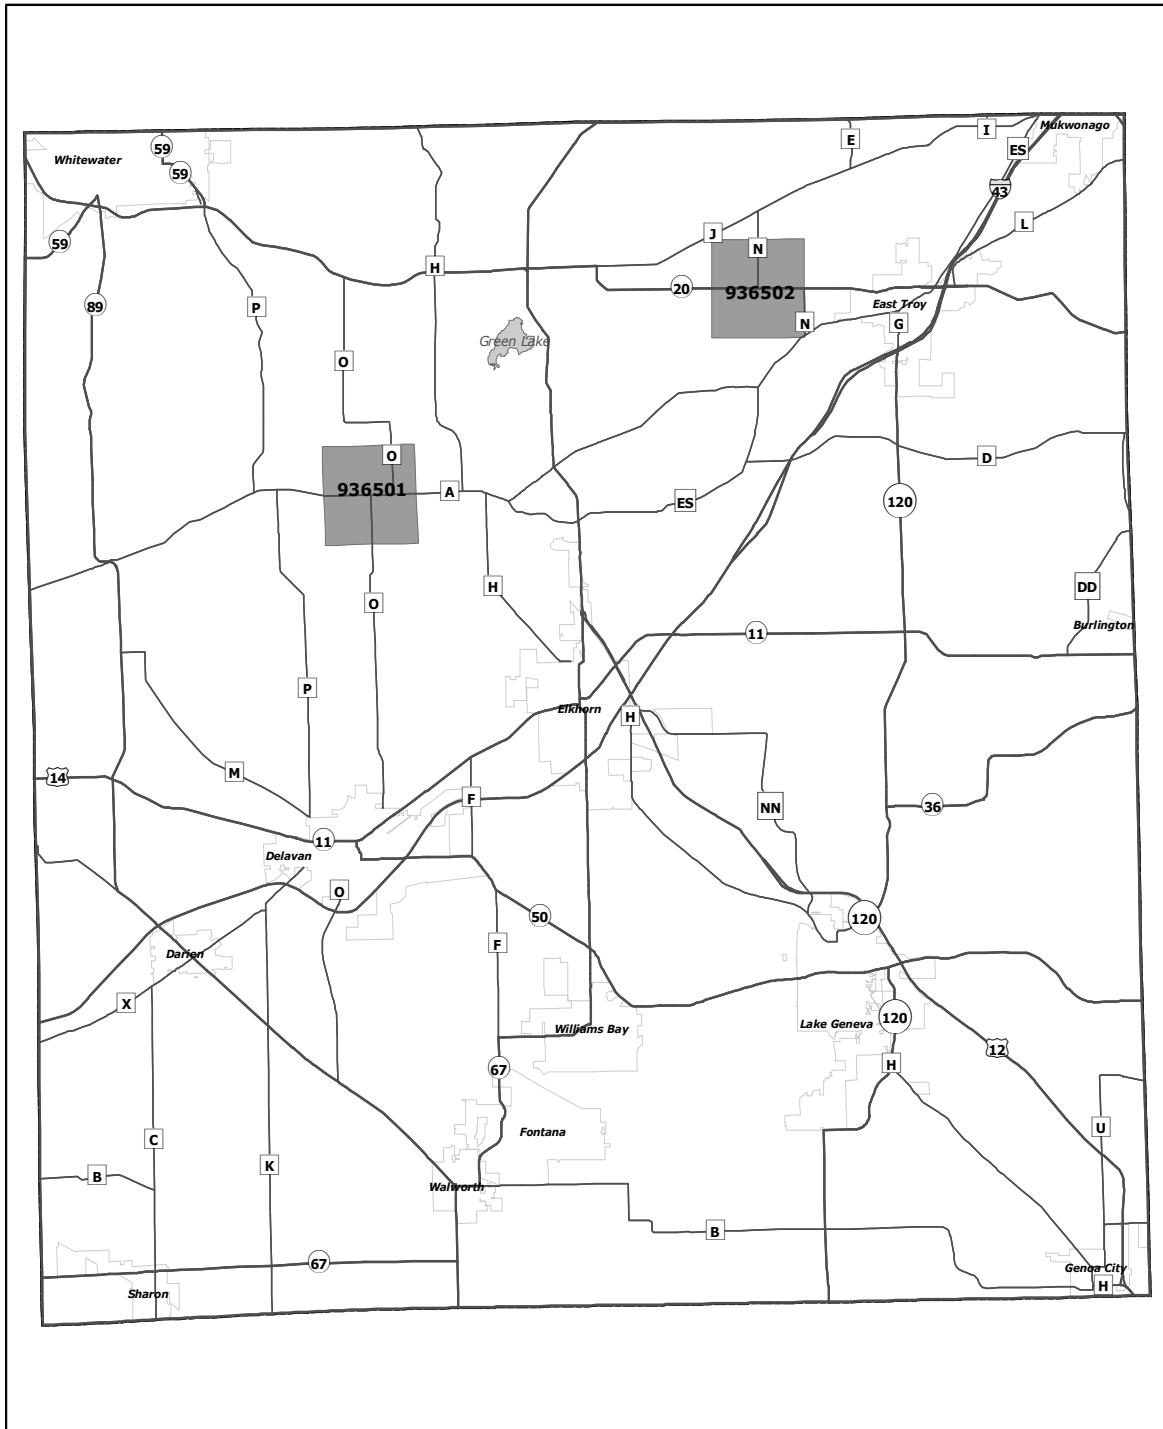 Mukwonago
I
E
59
ES
Whitewater
59
43
L
J
59
N
H
20
936502
89
P
East Troy
N
G
Green Lake
O
O
D
936501
A
ES
120
H
DD
O
Burlington
11
P
Elkhorn
H
M
14
F
NN
36
11
Delavan
O
50
120
F
Darien
X
120
Lake Geneva
Williams Bay
12
H
67
U
Fontana
C
K
B
Walworth
B
67
Genoa City
H
Sharon